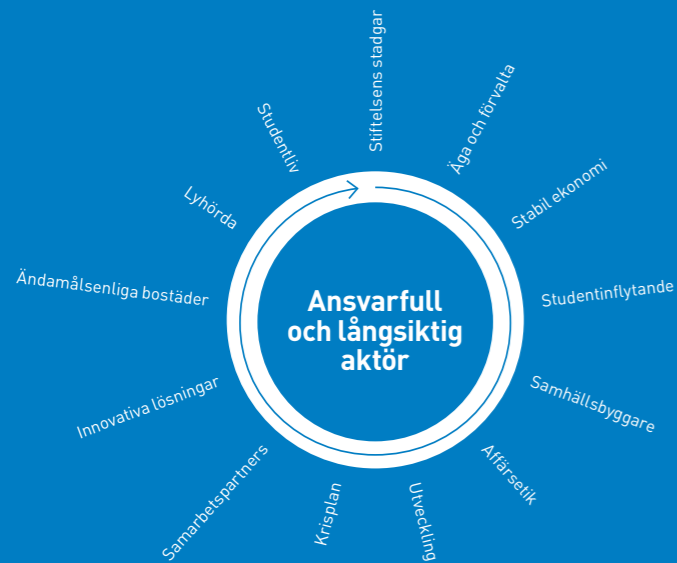 Stiftelsens stadgar
Äga och förvalta
Stabil ekonomi
Studentinflytande
Samhällsbyggare
Affärsetik
Utveckling
Krisplan
Samarbetspartners
Innovativa lösningar
Ändamålsenliga bostäder
Lyhörda
Studentliv
Ansvarfull
och långsiktig
aktör